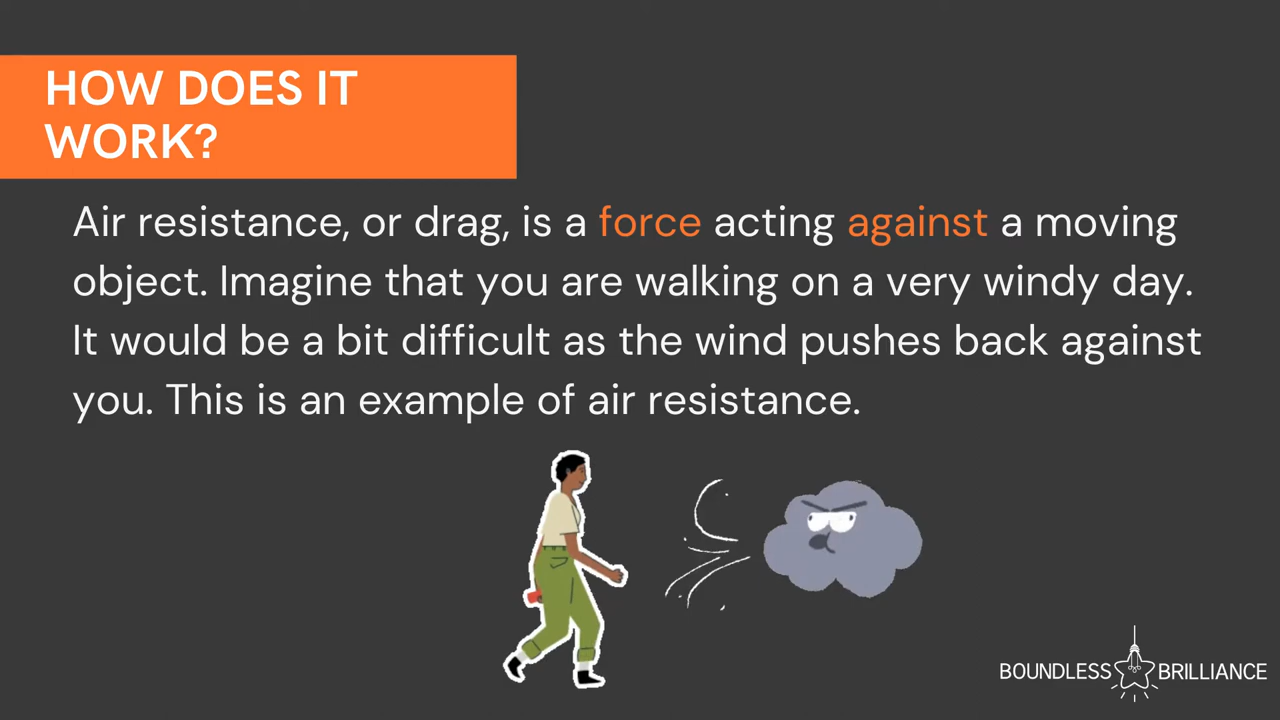 HOW DOES IT
WORK?
Air resistance, or drag, is a force acting against a moving
object. Imagine that you are walking on a very windy day.
It would be a bit difficult as the wind pushes back against
you. This is an example of air resistance.
BOUNDLESS BRILLIANCE